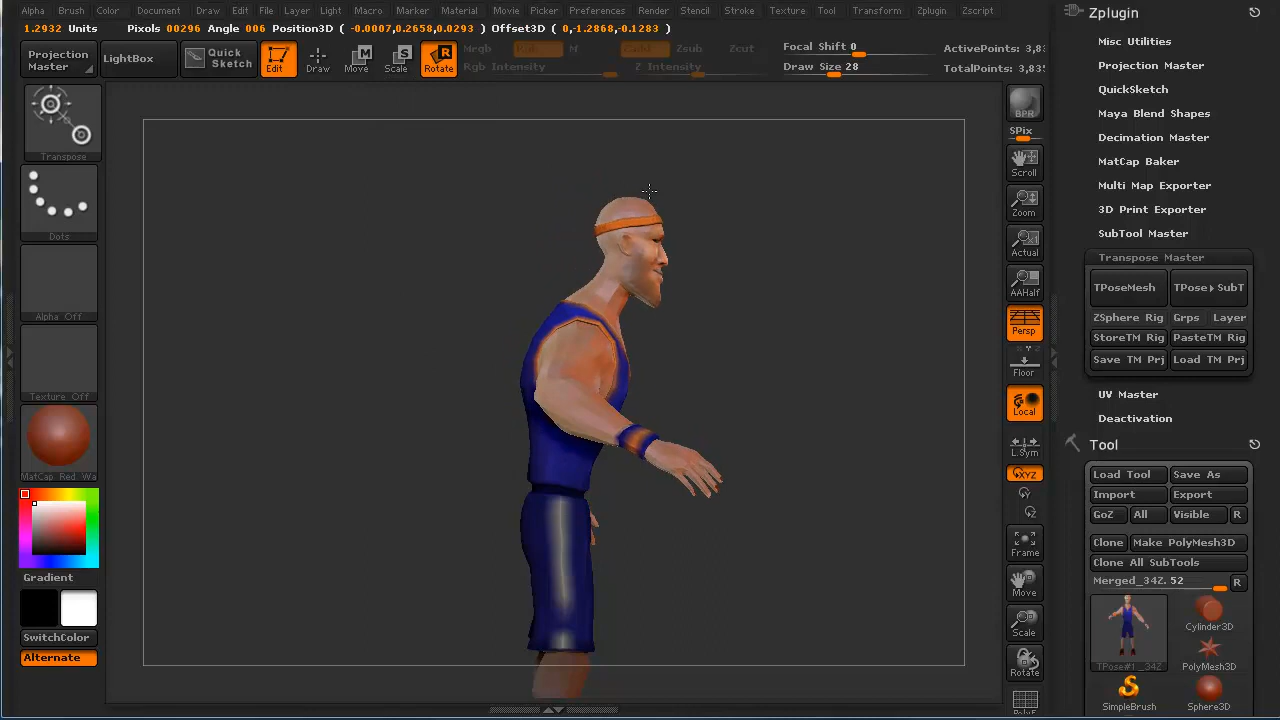 Alpha Brush Color Document Draw Edit File Layer Light Macro Marker Material Movie Picker Preferences Render Stencil Stroke Texture Tool Transform Zplugin Zscript
1.2932 Units Pixols 00296 Angle 006 Position3D ( -0.0007,0.2658,0.0293 ) Offset3D ( 0,-1.2868,-0.1283 )
Projection Master
LightBox
Quick Sketch
Edit
Draw
Move
Scale
Rotate
Mrgb Rgb M
Rgb Intensity
Zadd Zsub Zcut
Z Intensity
Focal Shift 0
Draw Size 28
ActivePoints: 3,83
TotalPoints: 3,835
Transpose
Dots
Alpha Off
Texture Off
MatCap Red Wa
Gradient
SwitchColor
Alternate
BPR
SPix
Scroll
Zoom
Actual
AAHalf
Persp
Floor
Local
L.Sym
XYZ
Frame
Move
Scale
Rotate
PolyF
Zplugin
Misc Utilities
Projection Master
QuickSketch
Maya Blend Shapes
Decimation Master
MatCap Baker
Multi Map Exporter
3D Print Exporter
SubTool Master
Transpose Master
TPoseMesh TPose▸SubT
ZSphere Rig Grps Layer
StoreTM Rig PasteTM Rig
Save TM Prj Load TM Prj
UV Master
Deactivation
Tool
Load Tool Save As
Import Export
GoZ All Visible R
Clone Make PolyMesh3D
Clone All SubTools
Merged_34Z. 52 R
TPose#1_34Z
Cylinder3D
PolyMesh3D
SimpleBrush
Sphere3D